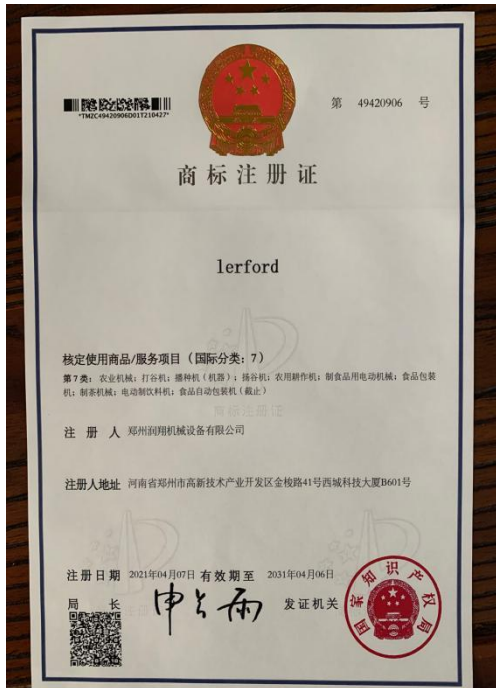 *TMZC49420906D01T210427*
第 49420906 号
商标注册证
lerford
核定使用商品/服务项目（国际分类：7）
第7类：农业机械；打谷机；播种机（机器）；扬谷机；农用耕作机；制食品用电动机械；食品包装
机；制茶机械；电动制饮料机；食品自动包装机（截止）
商标注册证
注 册 人 郑州润翔机械设备有限公司
注册人地址 河南省郑州市高新技术产业开发区金梭路41号西城科技大厦B601号
注册日期 2021年04月07日 有效期至 2031年04月06日
局 长 申长雨 发证机关
国家知识产权局